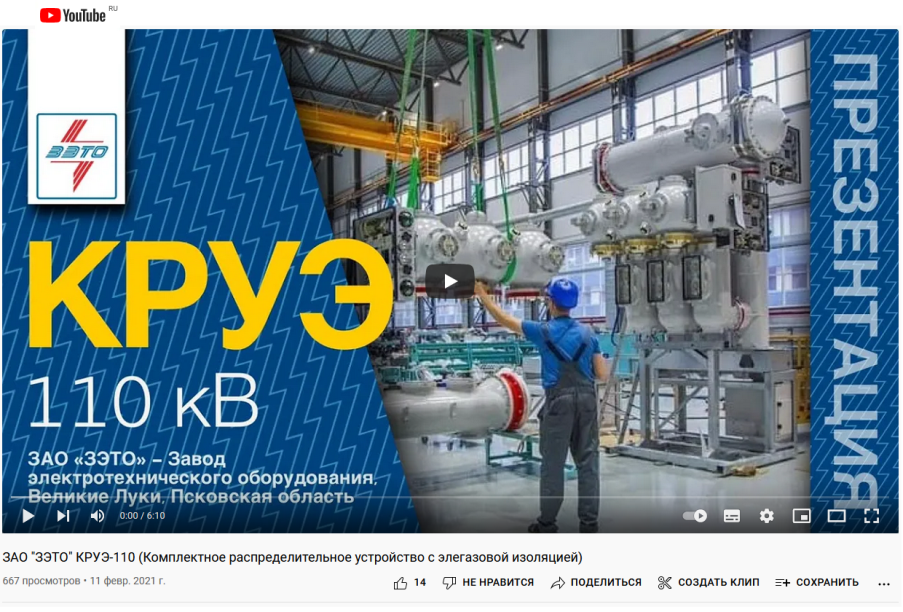 YouTube RU
ЗЭТО
КРУЭ
110 кВ
ЗАО «ЗЭТО» – Завод
электротехнического оборудования,
Великие Луки, Псковская область
ПРЕЗЕНТАЦИЯ
0:00 / 6:10
ЗАО "ЗЭТО" КРУЭ-110 (Комплектное распределительное устройство с элегазовой изоляцией)
667 просмотров • 11 февр. 2021 г.
14 НЕ НРАВИТСЯ ПОДЕЛИТЬСЯ СОЗДАТЬ КЛИП СОХРАНИТЬ ...